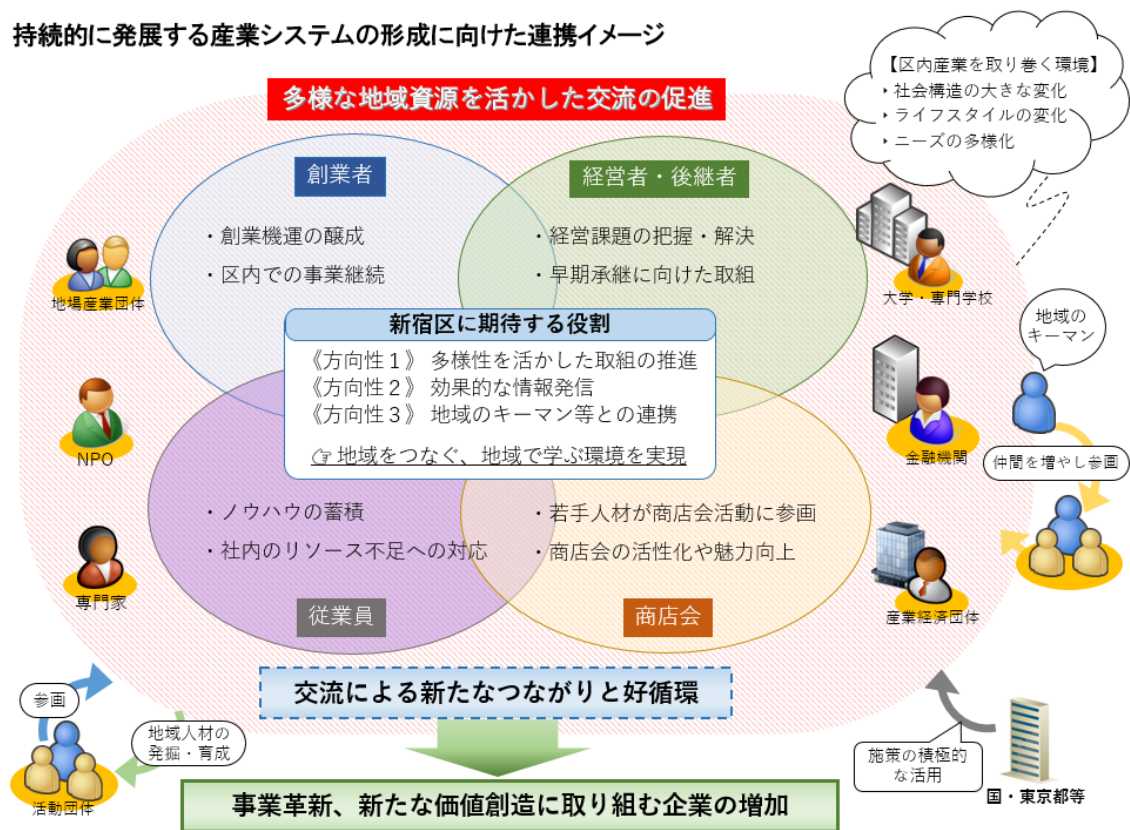 持続的に発展する産業システムの形成に向けた連携イメージ
【区内産業を取り巻く環境】
‣社会構造の大きな変化
‣ライフスタイルの変化
‣ニーズの多様化
多様な地域資源を活かした交流の促進
創業者
・創業機運の醸成
・区内での事業継続
経営者・後継者
・経営課題の把握・解決
・早期承継に向けた取組
地場産業団体
NPO
専門家
大学・専門学校
金融機関
産業経済団体
新宿区に期待する役割
《方向性１》 多様性を活かした取組の推進
《方向性２》 効果的な情報発信
《方向性３》 地域のキーマン等との連携
☞地域をつなぐ、地域で学ぶ環境を実現
・ノウハウの蓄積
・社内のリソース不足への対応
従業員
・若手人材が商店会活動に参画
・商店会の活性化や魅力向上
商店会
地域の
キーマン
仲間を増やし参画
交流による新たなつながりと好循環
参画
地域人材の
発掘・育成
活動団体
施策の積極的
な活用
国・東京都等
事業革新、新たな価値創造に取り組む企業の増加